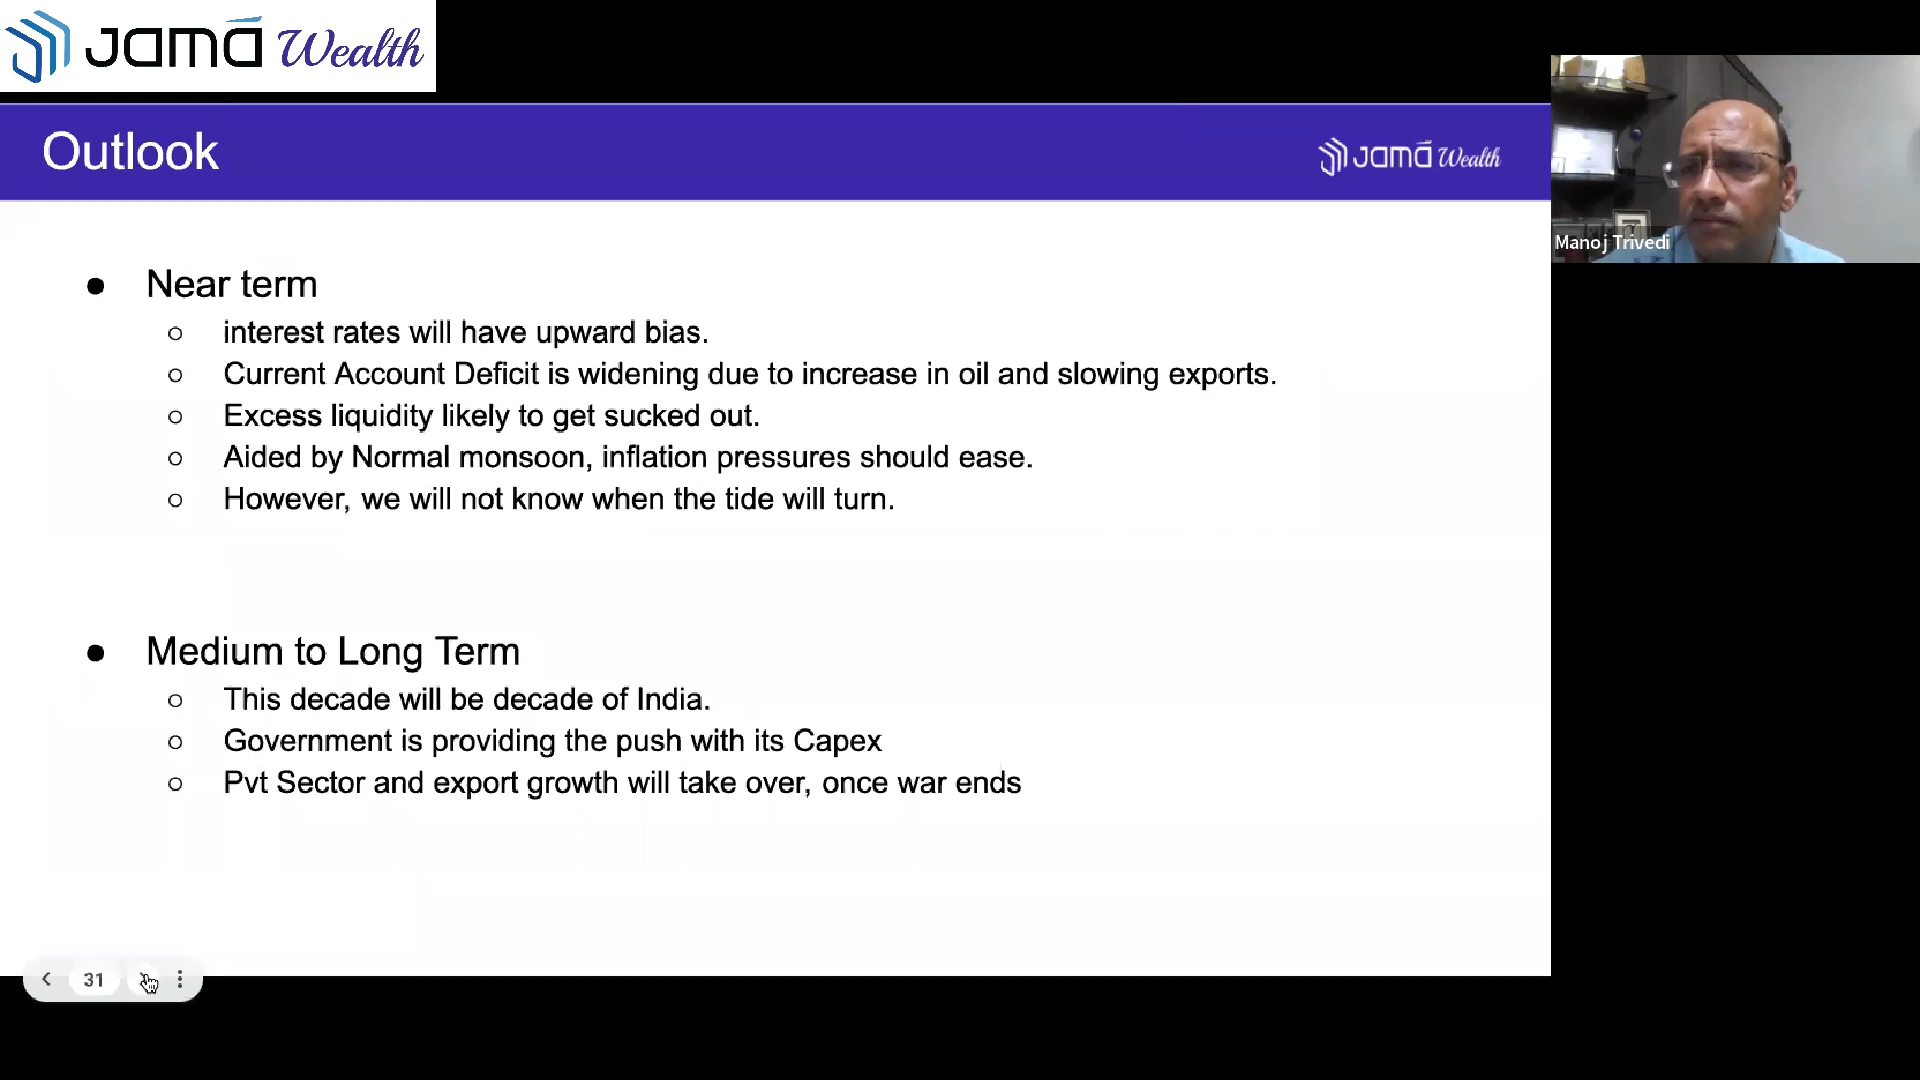 Jamā Wealth
Outlook
Jamā Wealth
Manoj Trivedi
● Near term
○ interest rates will have upward bias.
○ Current Account Deficit is widening due to increase in oil and slowing exports.
○ Excess liquidity likely to get sucked out.
○ Aided by Normal monsoon, inflation pressures should ease.
○ However, we will not know when the tide will turn.
● Medium to Long Term
○ This decade will be decade of India.
○ Government is providing the push with its Capex
○ Pvt Sector and export growth will take over, once war ends
31